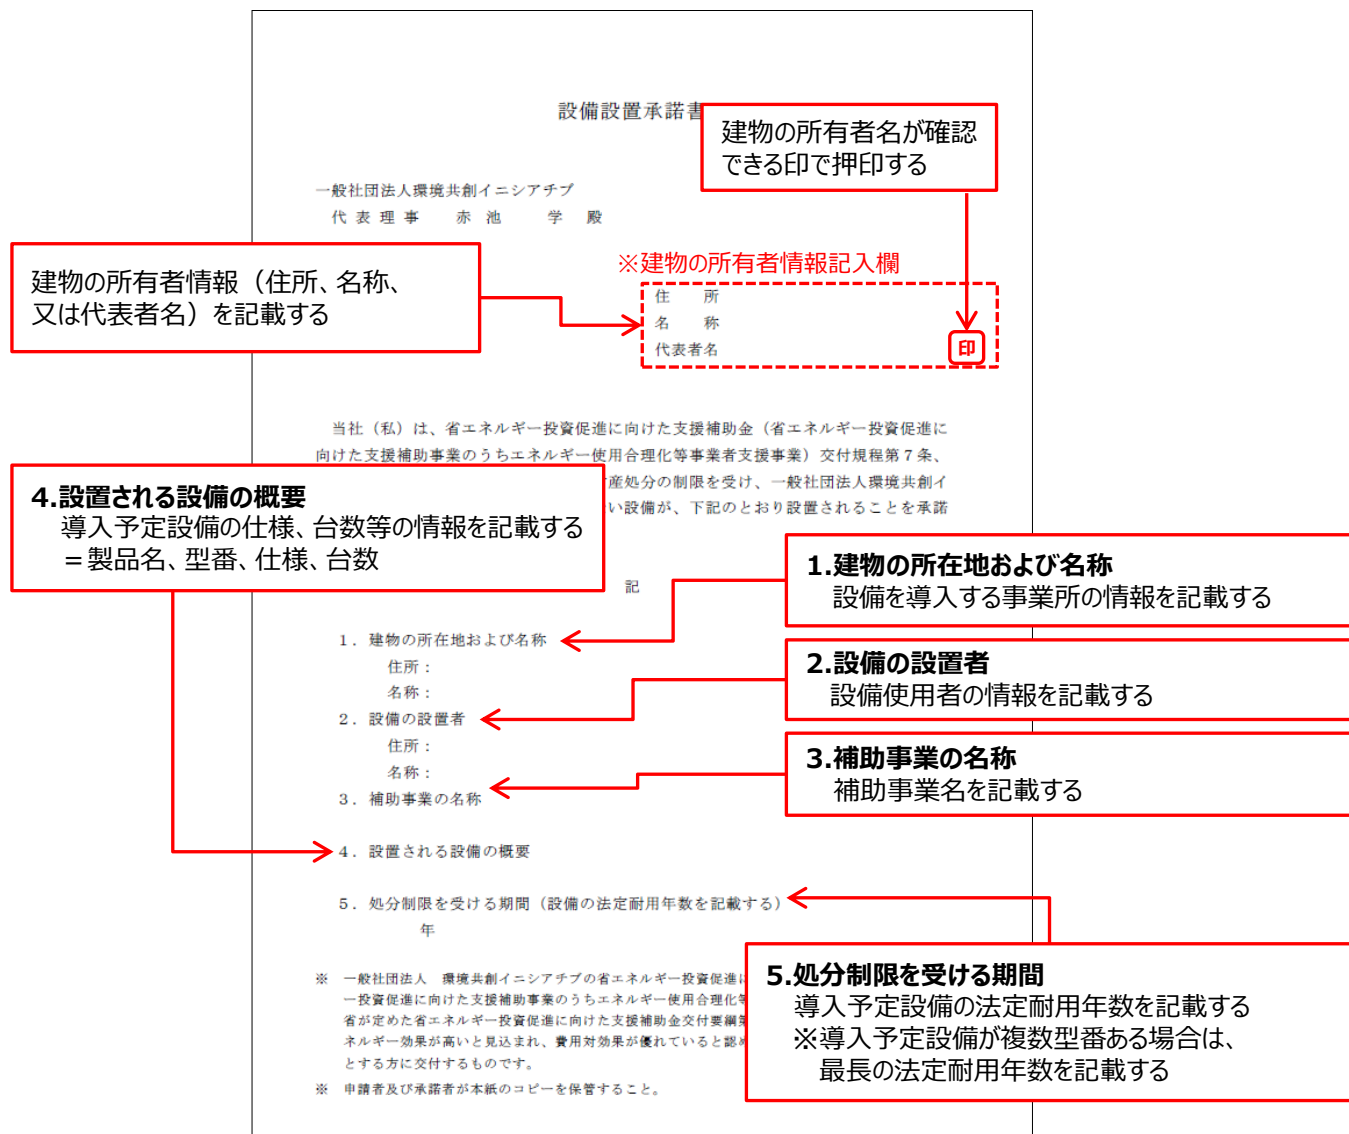 設備設置承諾書
建物の所有者名が確認
できる印で押印する
一般社団法人環境共創イニシアチブ
代表理事 赤池 学 殿
建物の所有者情報（住所、名称、
又は代表者名）を記載する
※建物の所有者情報記入欄
住 所
名 称
代表者名
印
当社（私）は、省エネルギー投資促進に向けた支援補助金（省エネルギー投資促進に
向けた支援補助事業のうちエネルギー使用合理化等事業者支援事業）交付規程第７条、
産処分の制限を受け、一般社団法人環境共創イ
い設備が、下記のとおり設置されることを承諾
4.設置される設備の概要
導入予定設備の仕様、台数等の情報を記載する
＝製品名、型番、仕様、台数
記
1.建物の所在地および名称
設備を導入する事業所の情報を記載する
2.設備の設置者
設備使用者の情報を記載する
3.補助事業の名称
補助事業名を記載する
１．建物の所在地および名称
住所：
名称：
２．設備の設置者
住所：
名称：
３．補助事業の名称
４．設置される設備の概要
５．処分制限を受ける期間（設備の法定耐用年数を記載する）
年
5.処分制限を受ける期間
導入予定設備の法定耐用年数を記載する
※導入予定設備が複数型番ある場合は、
最長の法定耐用年数を記載する
※ 一般社団法人 環境共創イニシアチブの省エネルギー投資促進に
ー投資促進に向けた支援補助事業のうちエネルギー使用合理化等
省が定めた省エネルギー投資促進に向けた支援補助金交付要綱第
ネルギー効果が高いと見込まれ、費用対効果が優れていると認め
とする方に交付するものです。
※ 申請者及び承諾者が本紙のコピーを保管すること。